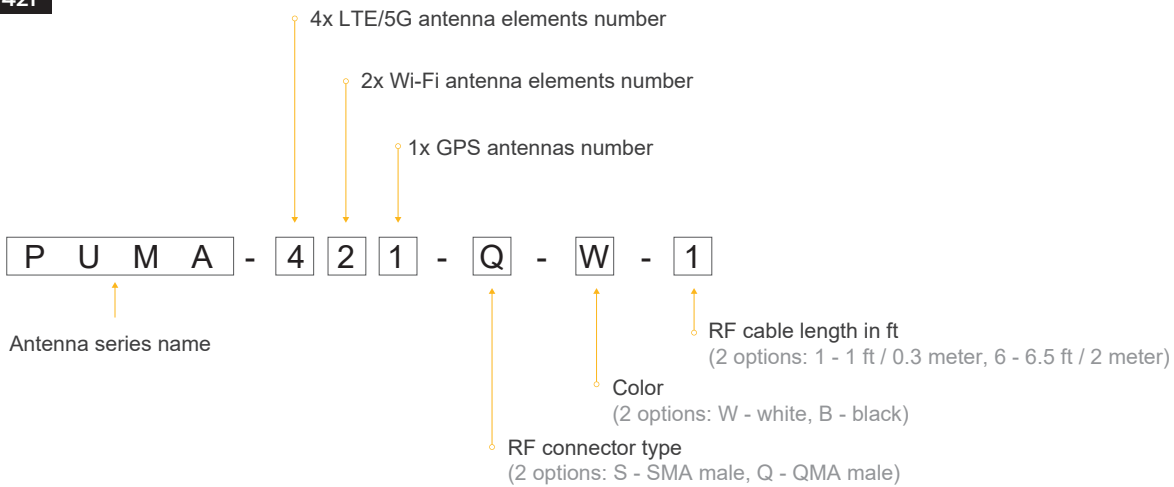 4x LTE/5G antenna elements number
2x Wi-Fi antenna elements number
1x GPS antennas number
P U M A - 4 2 1 - Q - W - 1
Antenna series name
RF cable length in ft
(2 options: 1 - 1 ft / 0.3 meter, 6 - 6.5 ft / 2 meter)
Color
(2 options: W - white, B - black)
RF connector type
(2 options: S - SMA male, Q - QMA male)